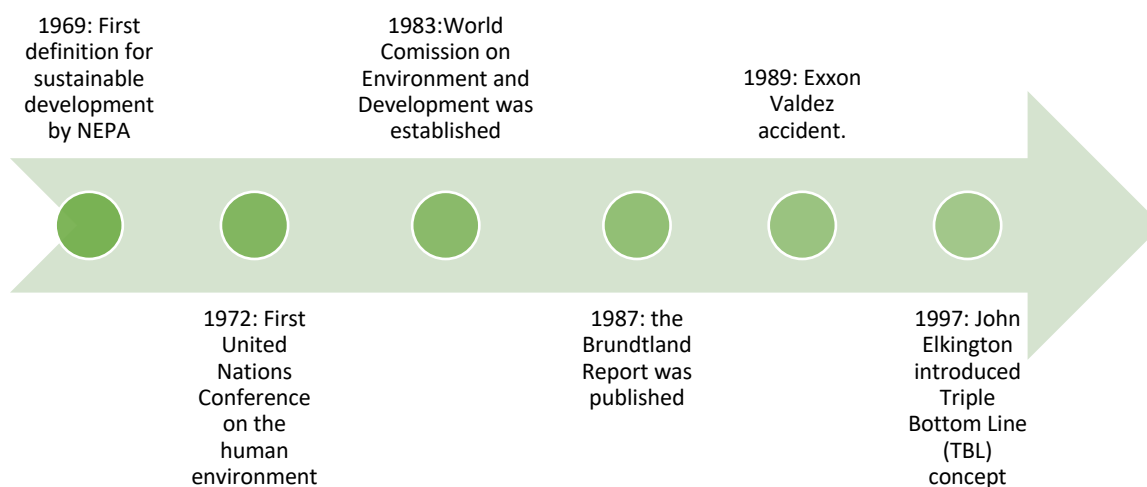 1969: First
definition for
sustainable
development
by NEPA
1972: First
United
Nations
Conference
on the
human
environment
1983:World
Comission on
Environment and
Development was
established
1987: the
Brundtland
Report was
published
1989: Exxon
Valdez
accident.
1997: John
Elkington
introduced
Triple
Bottom Line
(TBL)
concept